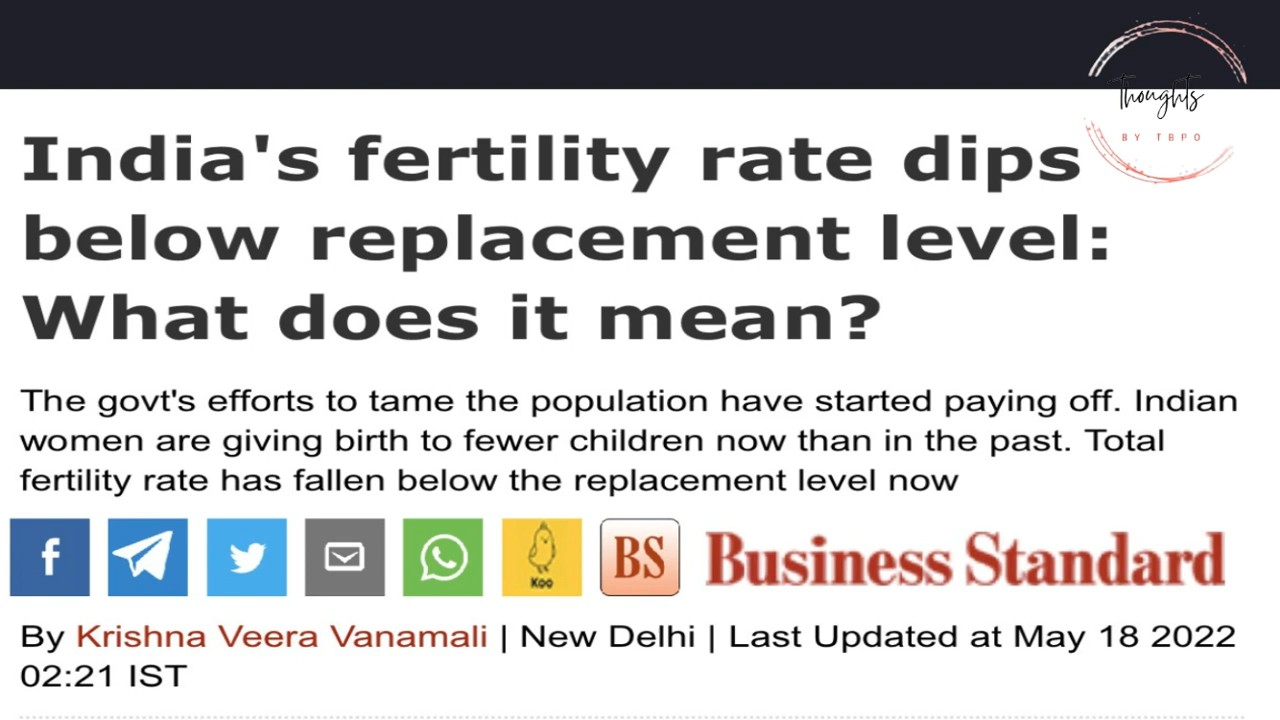 Thoughts
BY TBPO
India's fertility rate dips
below replacement level:
What does it mean?
The govt's efforts to tame the population have started paying off. Indian
women are giving birth to fewer children now than in the past. Total
fertility rate has fallen below the replacement level now
f
Koo
BS
Business Standard
By Krishna Veera Vanamali | New Delhi | Last Updated at May 18 2022
02:21 IST